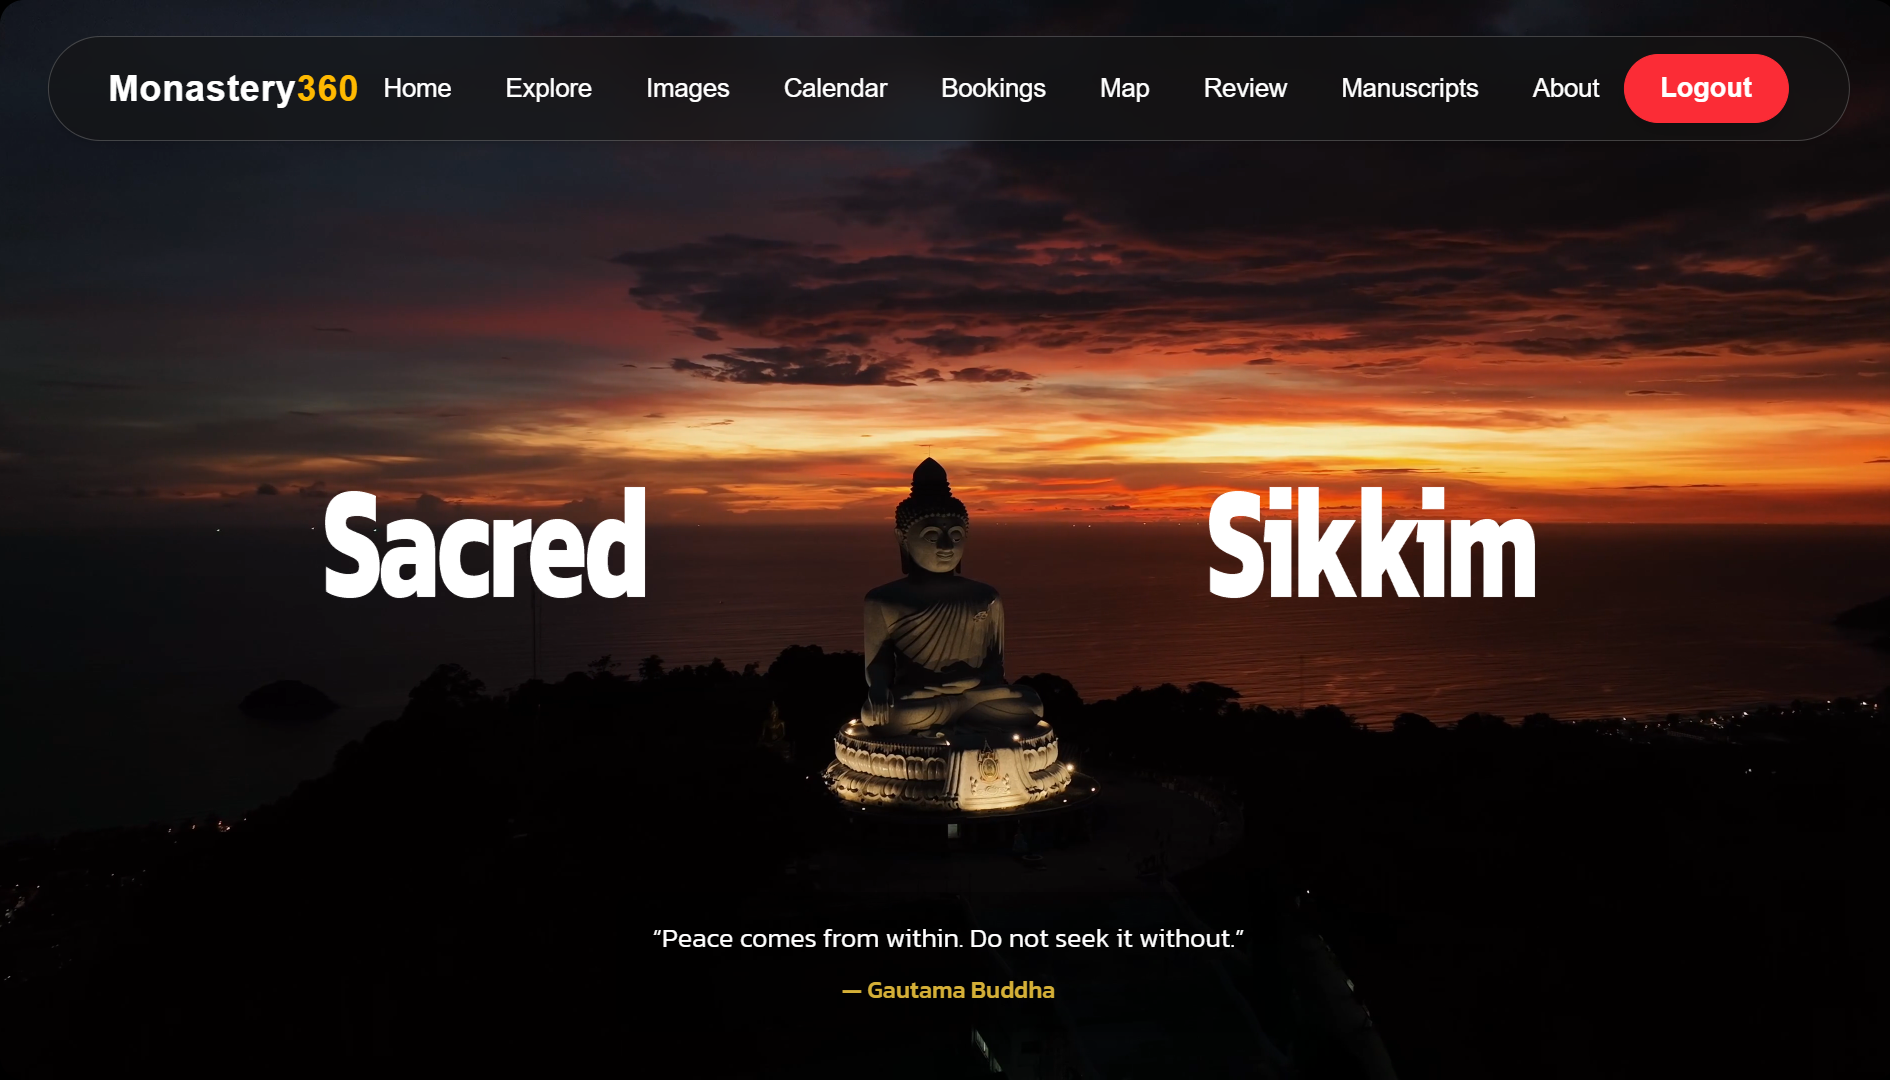 Monastery360 Home Explore Images Calendar Bookings Map Review Manuscripts About Logout
Sacred Sikkim
“Peace comes from within. Do not seek it without.”
— Gautama Buddha